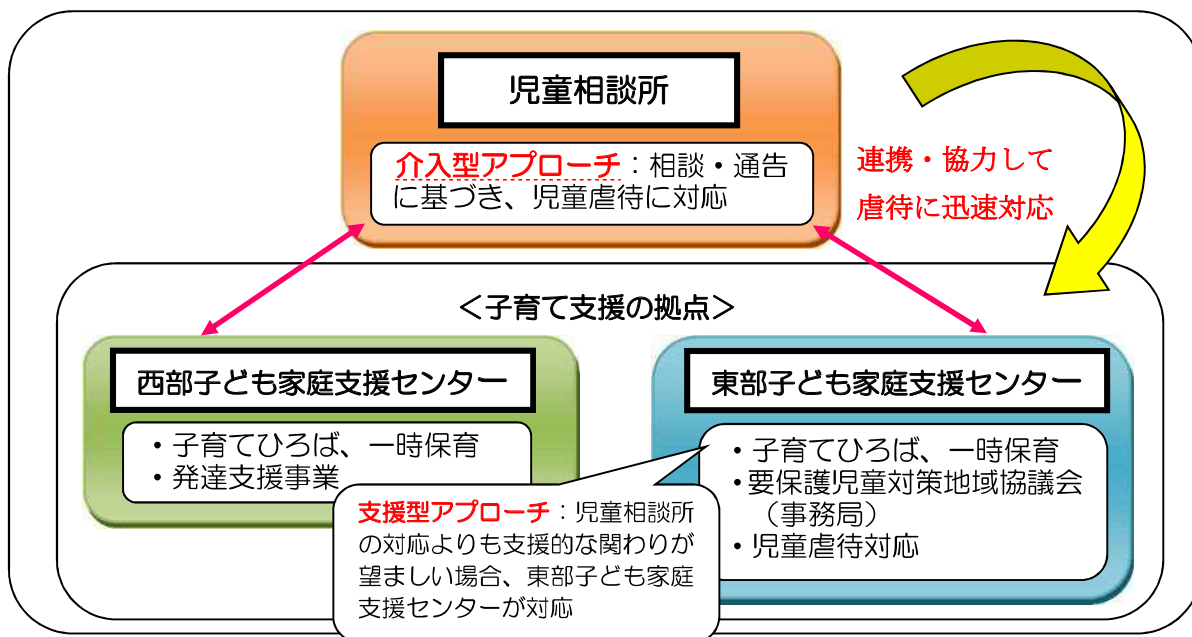 児童相談所
介入型アプローチ：相談・通告
に基づき、児童虐待に対応
連携・協力して
虐待に迅速対応
＜子育て支援の拠点＞
西部子ども家庭支援センター
・子育てひろば、一時保育
・発達支援事業
東部子ども家庭支援センター
・子育てひろば、一時保育
・要保護児童対策地域協議会
（事務局）
・児童虐待対応
支援型アプローチ：児童相談所
の対応よりも支援的な関わりが
望ましい場合、東部子ども家庭
支援センターが対応